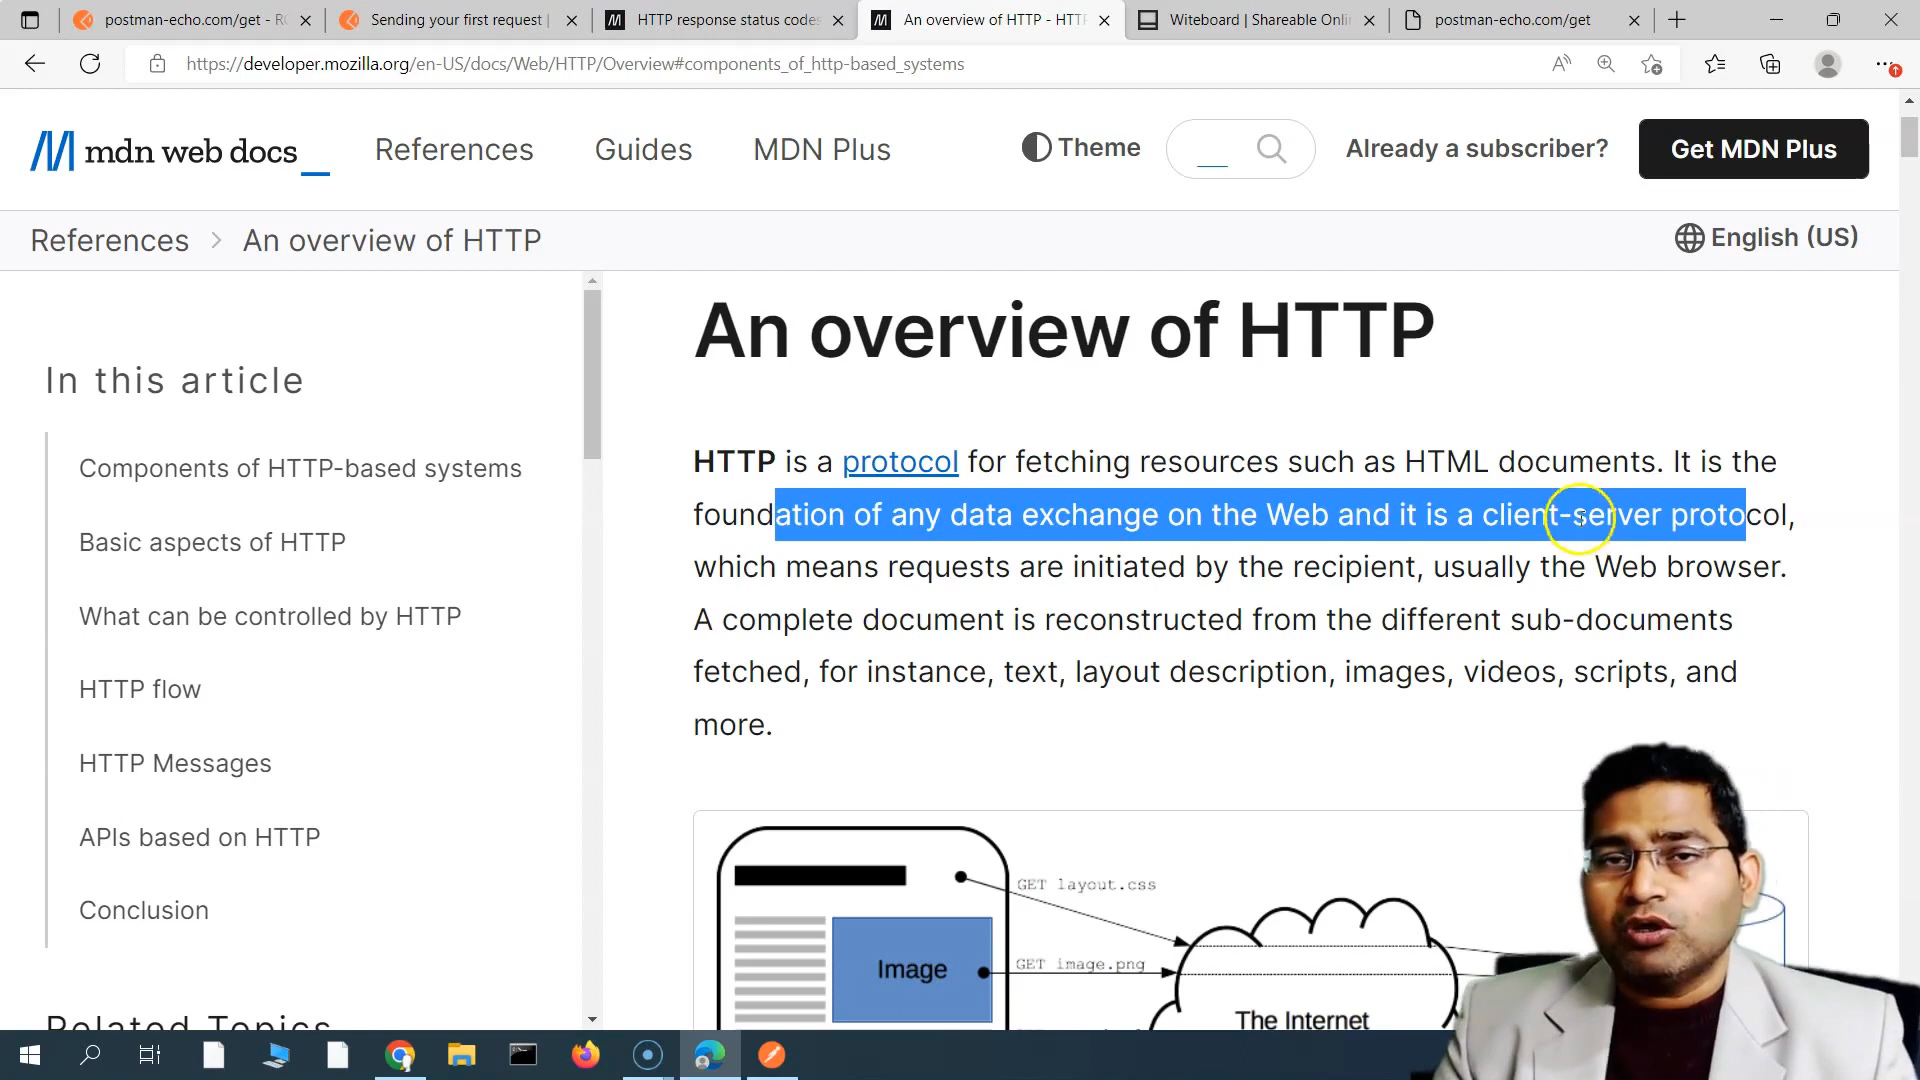 postman-echo.com/get - R
Sending your first request |
HTTP response status codes
An overview of HTTP - HTT
Witeboard | Shareable Onli
postman-echo.com/get
https://developer.mozilla.org/en-US/docs/Web/HTTP/Overview#components_of_http-based_systems
mdn web docs
References
Guides
MDN Plus
Theme
Already a subscriber?
Get MDN Plus
References
An overview of HTTP
English (US)
In this article
Components of HTTP-based systems
Basic aspects of HTTP
What can be controlled by HTTP
HTTP flow
HTTP Messages
APIs based on HTTP
Conclusion
Related Topics
An overview of HTTP
HTTP is a protocol for fetching resources such as HTML documents. It is the
foundation of any data exchange on the Web and it is a client-server protocol,
which means requests are initiated by the recipient, usually the Web browser.
A complete document is reconstructed from the different sub-documents
fetched, for instance, text, layout description, images, videos, scripts, and
more.
GET layout.css
Image
GET image.png
The Internet